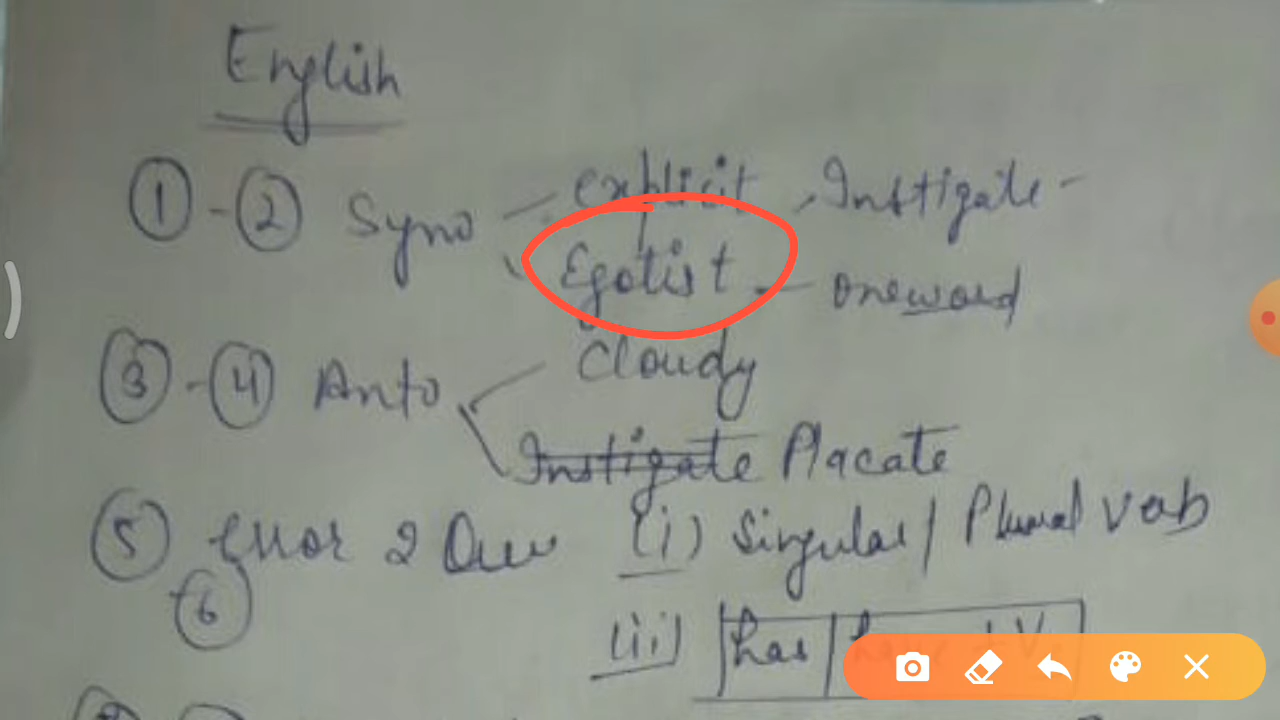 English
1 - 2 Syno - explicit, Instigate -
Egotist - oneword
3 - 4 Anto Cloudy
Instigate Placate
5 Error 2 Que (i) Singular / Plural Verb
- 6
(ii) has / + V